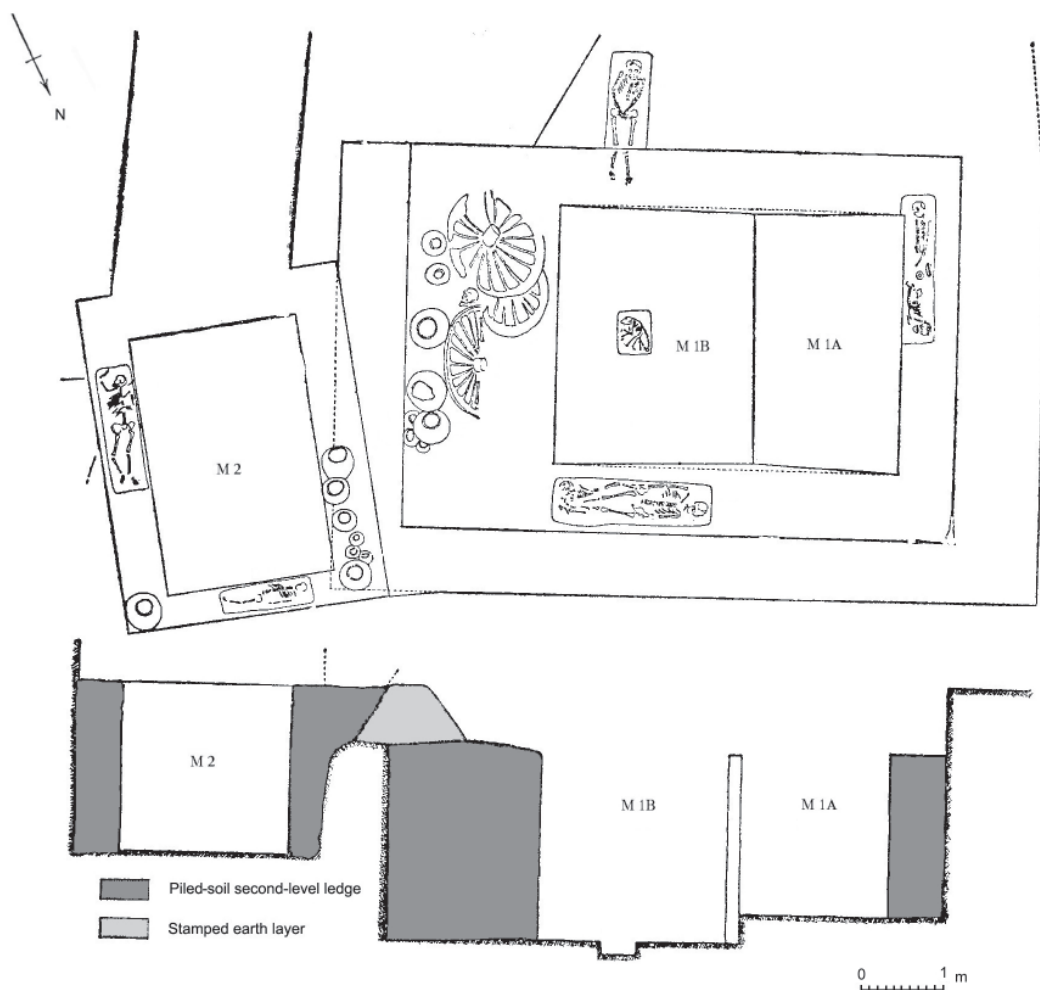 N
M 1B
M 1A
M 2
M 2
M 1B
M 1A
Piled-soil second-level ledge
Stamped earth layer
0 1 m